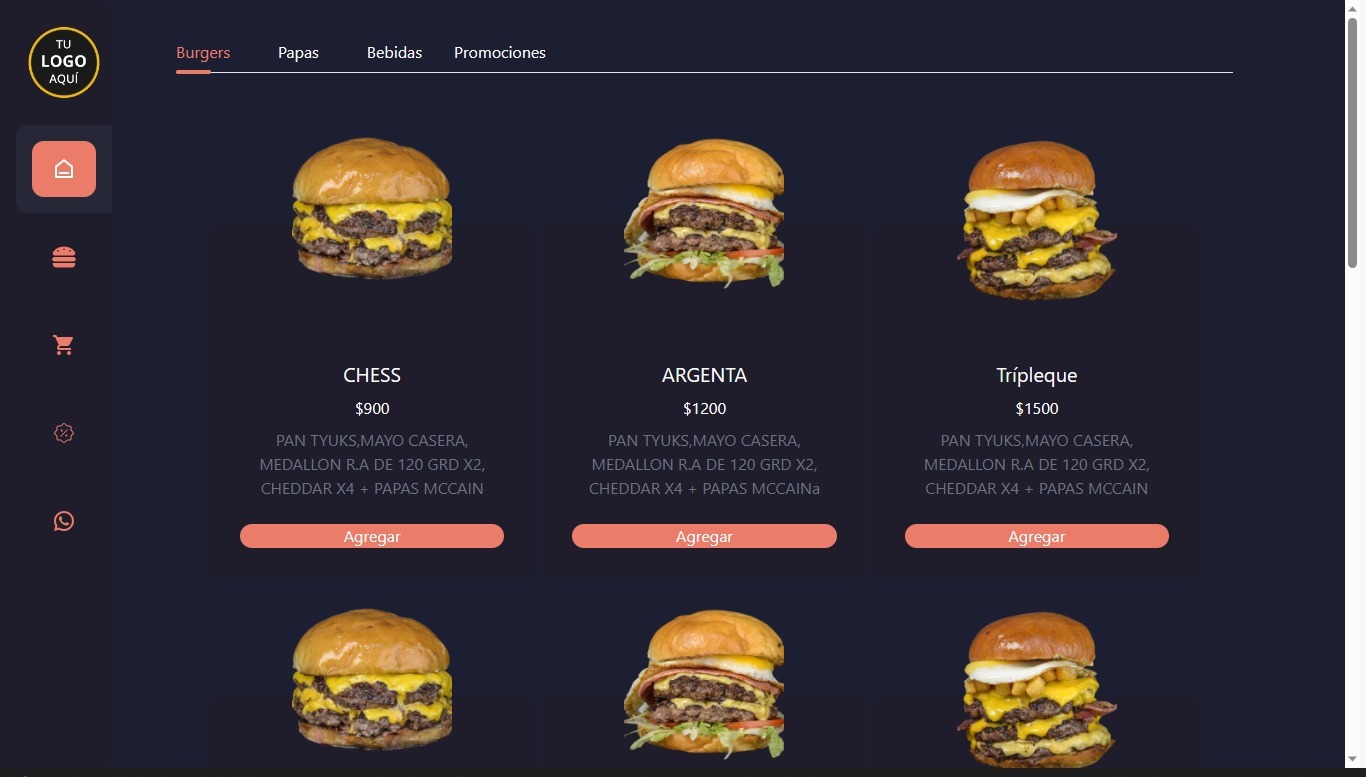 TU
LOGO
AQUÍ
Burgers Papas Bebidas Promociones
CHESS
$900
PAN TYUKS,MAYO CASERA,
MEDALLON R.A DE 120 GRD X2,
CHEDDAR X4 + PAPAS MCCAIN
Agregar
ARGENTA
$1200
PAN TYUKS,MAYO CASERA,
MEDALLON R.A DE 120 GRD X2,
CHEDDAR X4 + PAPAS MCCAINa
Agregar
Trípleque
$1500
PAN TYUKS,MAYO CASERA,
MEDALLON R.A DE 120 GRD X2,
CHEDDAR X4 + PAPAS MCCAIN
Agregar